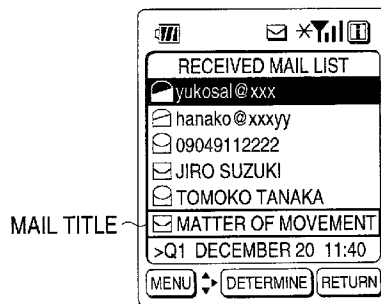 RECEIVED MAIL LIST
yukosal@xxx
hanako@xxxyy
09049112222
JIRO SUZUKI
TOMOKO TANAKA
MAIL TITLE
MATTER OF MOVEMENT
>Q1 DECEMBER 20 11:40
MENU DETERMINE RETURN